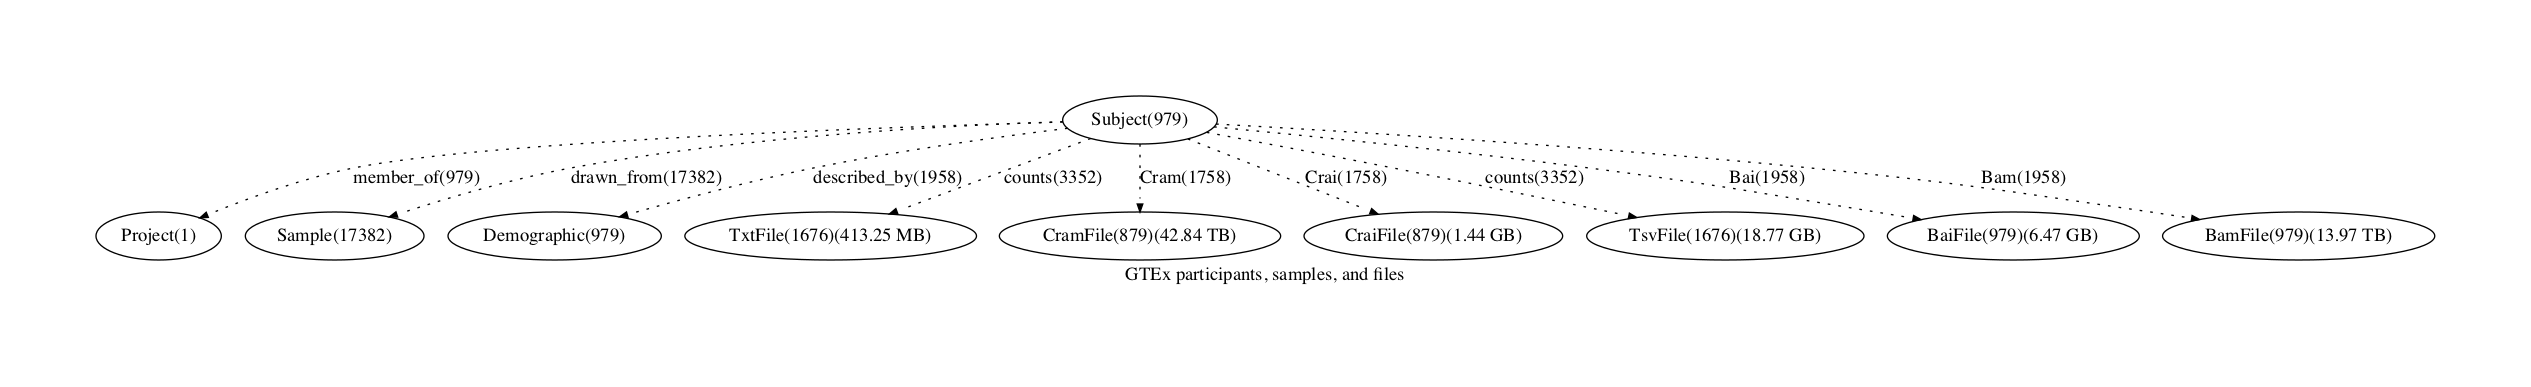 Subject(979)
member_of(979)
drawn_from(17382)
described_by(1958)
counts(3352)
Cram(1758)
Crai(1758)
counts(3352)
Bai(1958)
Bam(1958)
Project(1)
Sample(17382)
Demographic(979)
TxtFile(1676)(413.25 MB)
CramFile(879)(42.84 TB)
CraiFile(879)(1.44 GB)
TsvFile(1676)(18.77 GB)
BaiFile(979)(6.47 GB)
BamFile(979)(13.97 TB)
GTEx participants, samples, and files